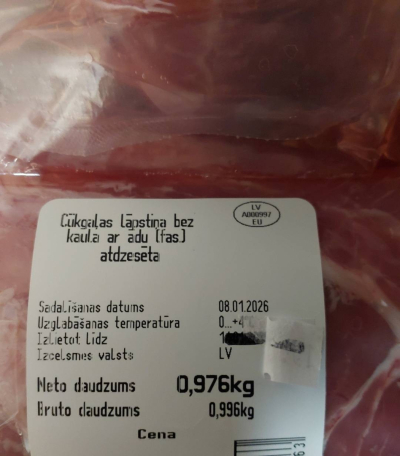 Cūkgaļas lāpstiņa bez
kaula ar ādu (fas)
atdzesēta
LV
A000997
EU
Sadalīšanas datums 08.01.2026
Uzglabāšanas temperatūra 0...+4
Izlietot līdz
Izcelsmes valsts LV
Neto daudzums 0,976kg
Bruto daudzums 0,996kg
Cena